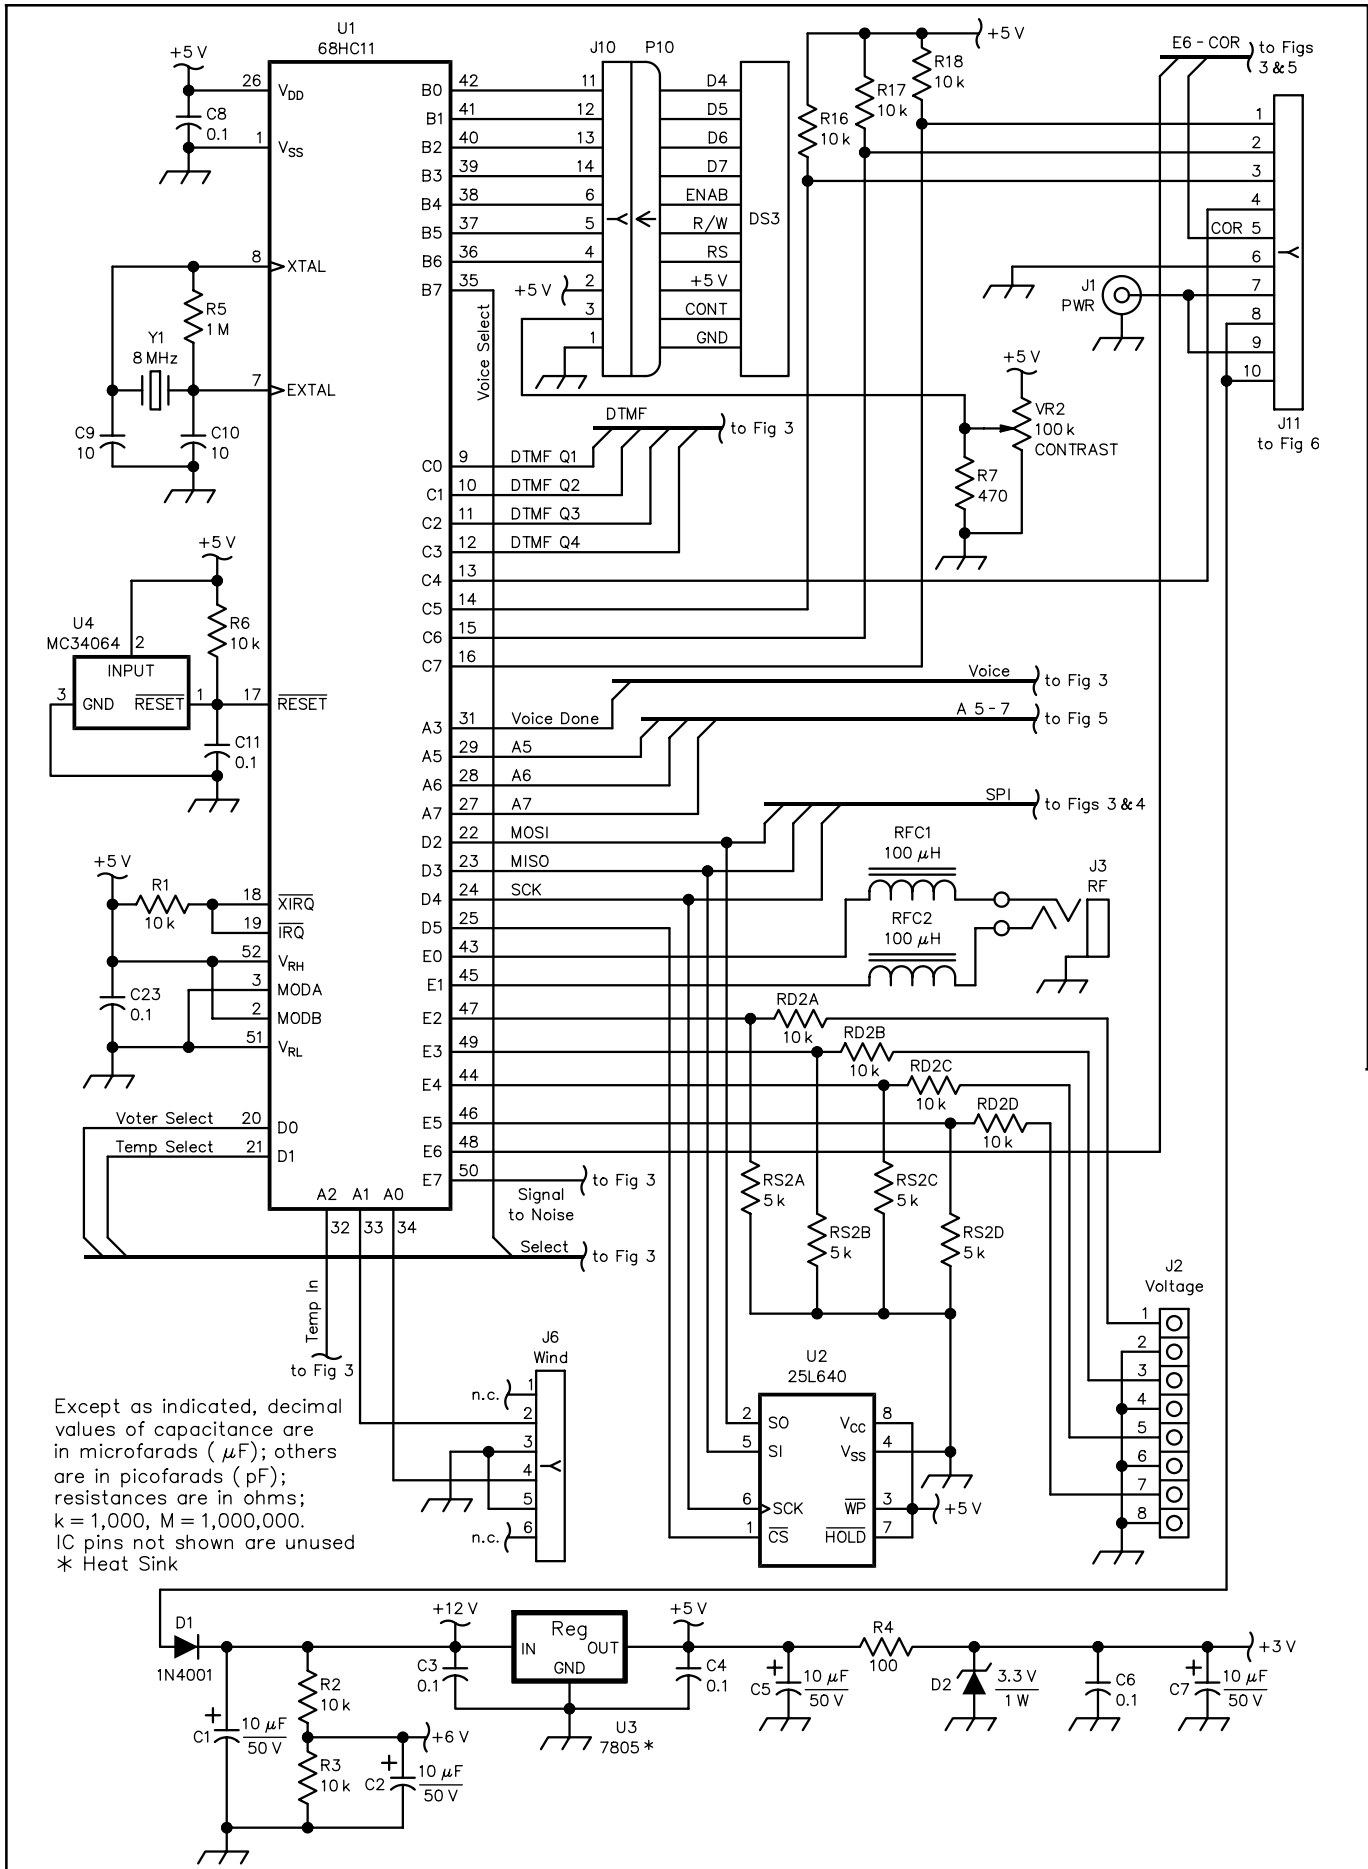 U1
68HC11
+5 V
26
VDD
C8
0.1
1
VSS
8
XTAL
R5
1 M
Y1
8 MHz
7
EXTAL
C9
10
C10
10
+5 V
R6
10 k
U4
MC34064
2
INPUT
3
GND
RESET
1
17
RESET
C11
0.1
+5 V
R1
10 k
18
XIRQ
19
IRQ
52
VRH
3
MODA
2
MODB
51
VRL
C23
0.1
Voter Select
20
D0
Temp Select
21
D1
A2
A1
A0
32
33
34
Temp In
to Fig 3
B0
42
B1
41
B2
40
B3
39
B4
38
B5
37
B6
36
B7
35
Voice Select
C0
9
DTMF Q1
C1
10
DTMF Q2
C2
11
DTMF Q3
C3
12
DTMF Q4
C4
13
C5
14
C6
15
C7
16
A3
31
Voice Done
A5
29
A5
A6
28
A6
A7
27
A7
D2
22
MOSI
D3
23
MISO
D4
24
SCK
D5
25
E0
43
E1
45
E2
47
E3
49
E4
44
E5
46
E6
48
E7
50
to Fig 3
Signal
to Noise
Select
to Fig 3
J10
P10
11
12
13
14
6
5
4
+5 V
2
3
1
D4
D5
D6
D7
ENAB
R/W
RS
+5 V
CONT
GND
DS3
DTMF
to Fig 3
+5 V
R16
10 k
R17
10 k
R18
10 k
E6 - COR
to Figs
3 & 5
1
2
3
4
COR 5
6
7
8
9
10
J11
to Fig 6
J1
PWR
+5 V
VR2
100 k
CONTRAST
R7
470
Voice
to Fig 3
A 5 - 7
to Fig 5
SPI
to Figs 3 & 4
RFC1
100 μH
RFC2
100 μH
J3
RF
RD2A
10 k
RD2B
10 k
RD2C
10 k
RD2D
10 k
RS2A
5 k
RS2B
5 k
RS2C
5 k
RS2D
5 k
J2
Voltage
1
2
3
4
5
6
7
8
J6
Wind
n.c.
1
2
3
4
5
n.c.
6
U2
25L640
2
SO
5
SI
6
SCK
1
CS
VCC
8
VSS
4
WP
3
HOLD
7
+5 V
Except as indicated, decimal
values of capacitance are
in microfarads ( μF); others
are in picofarads ( pF);
resistances are in ohms;
k = 1,000, M = 1,000,000.
IC pins not shown are unused
* Heat Sink
D1
1N4001
C1
10 μF
50 V
R2
10 k
R3
10 k
+6 V
C2
10 μF
50 V
+12 V
C3
0.1
Reg
IN
OUT
GND
U3
7805 *
+5 V
C4
0.1
C5
10 μF
50 V
R4
100
D2
3.3 V
1 W
C6
0.1
C7
10 μF
50 V
+3 V